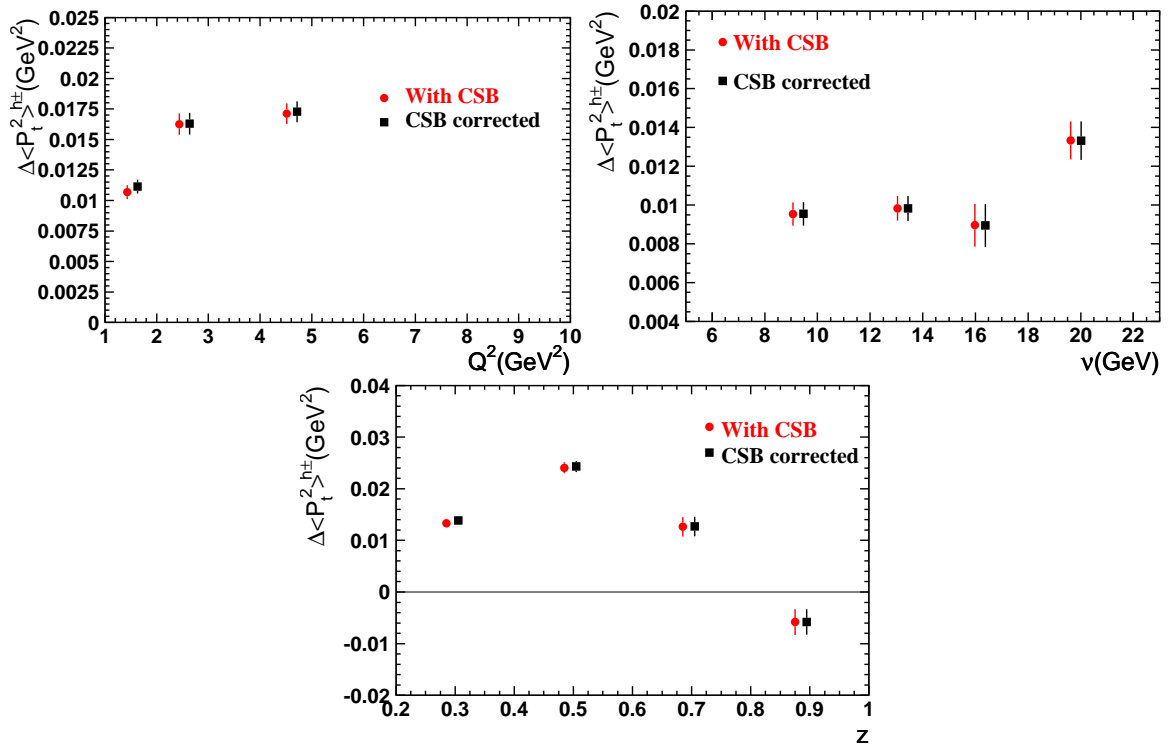 Δ<P_t^2>^h±(GeV^2)
0.025
0.0225
0.02
0.0175
0.015
0.0125
0.01
0.0075
0.005
0.0025
0
With CSB
CSB corrected
1 2 3 4 5 6 7 8 9 10
Q^2(GeV^2)
Δ<P_t^2>^h±(GeV^2)
0.02
0.018
0.016
0.014
0.012
0.01
0.008
0.006
0.004
With CSB
CSB corrected
6 8 10 12 14 16 18 20 22
ν(GeV)
Δ<P_t^2>^h±(GeV^2)
0.04
0.03
0.02
0.01
0
-0.01
-0.02
With CSB
CSB corrected
0.2 0.3 0.4 0.5 0.6 0.7 0.8 0.9 1
z